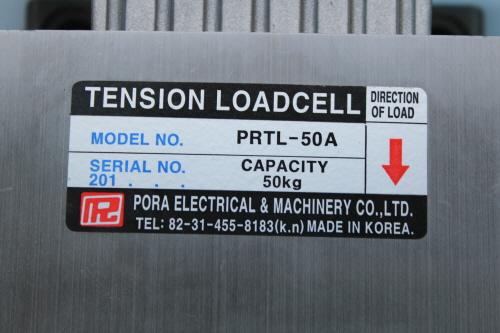 TENSION LOADCELL
DIRECTION
OF LOAD
MODEL NO. PRTL-50A
SERIAL NO. CAPACITY
201 . . . 50kg
PORA ELECTRICAL & MACHINERY CO.,LTD.
TEL: 82-31-455-8183(k.n) MADE IN KOREA.